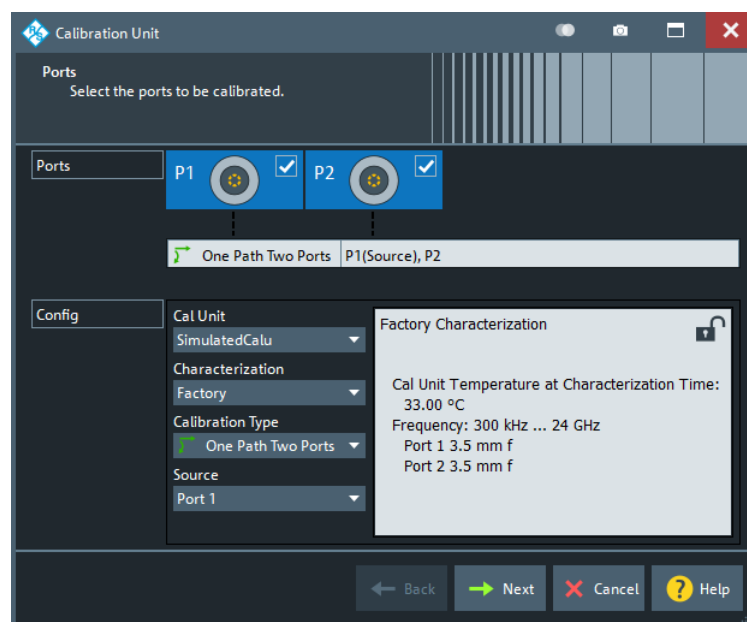 Calibration Unit
Ports
Select the ports to be calibrated.
Ports
P1
P2
One Path Two Ports
P1(Source), P2
Config
Cal Unit
SimulatedCalu
Characterization
Factory
Calibration Type
One Path Two Ports
Source
Port 1
Factory Characterization
Cal Unit Temperature at Characterization Time:
33.00 °C
Frequency: 300 kHz ... 24 GHz
Port 1 3.5 mm f
Port 2 3.5 mm f
Back
Next
Cancel
? Help